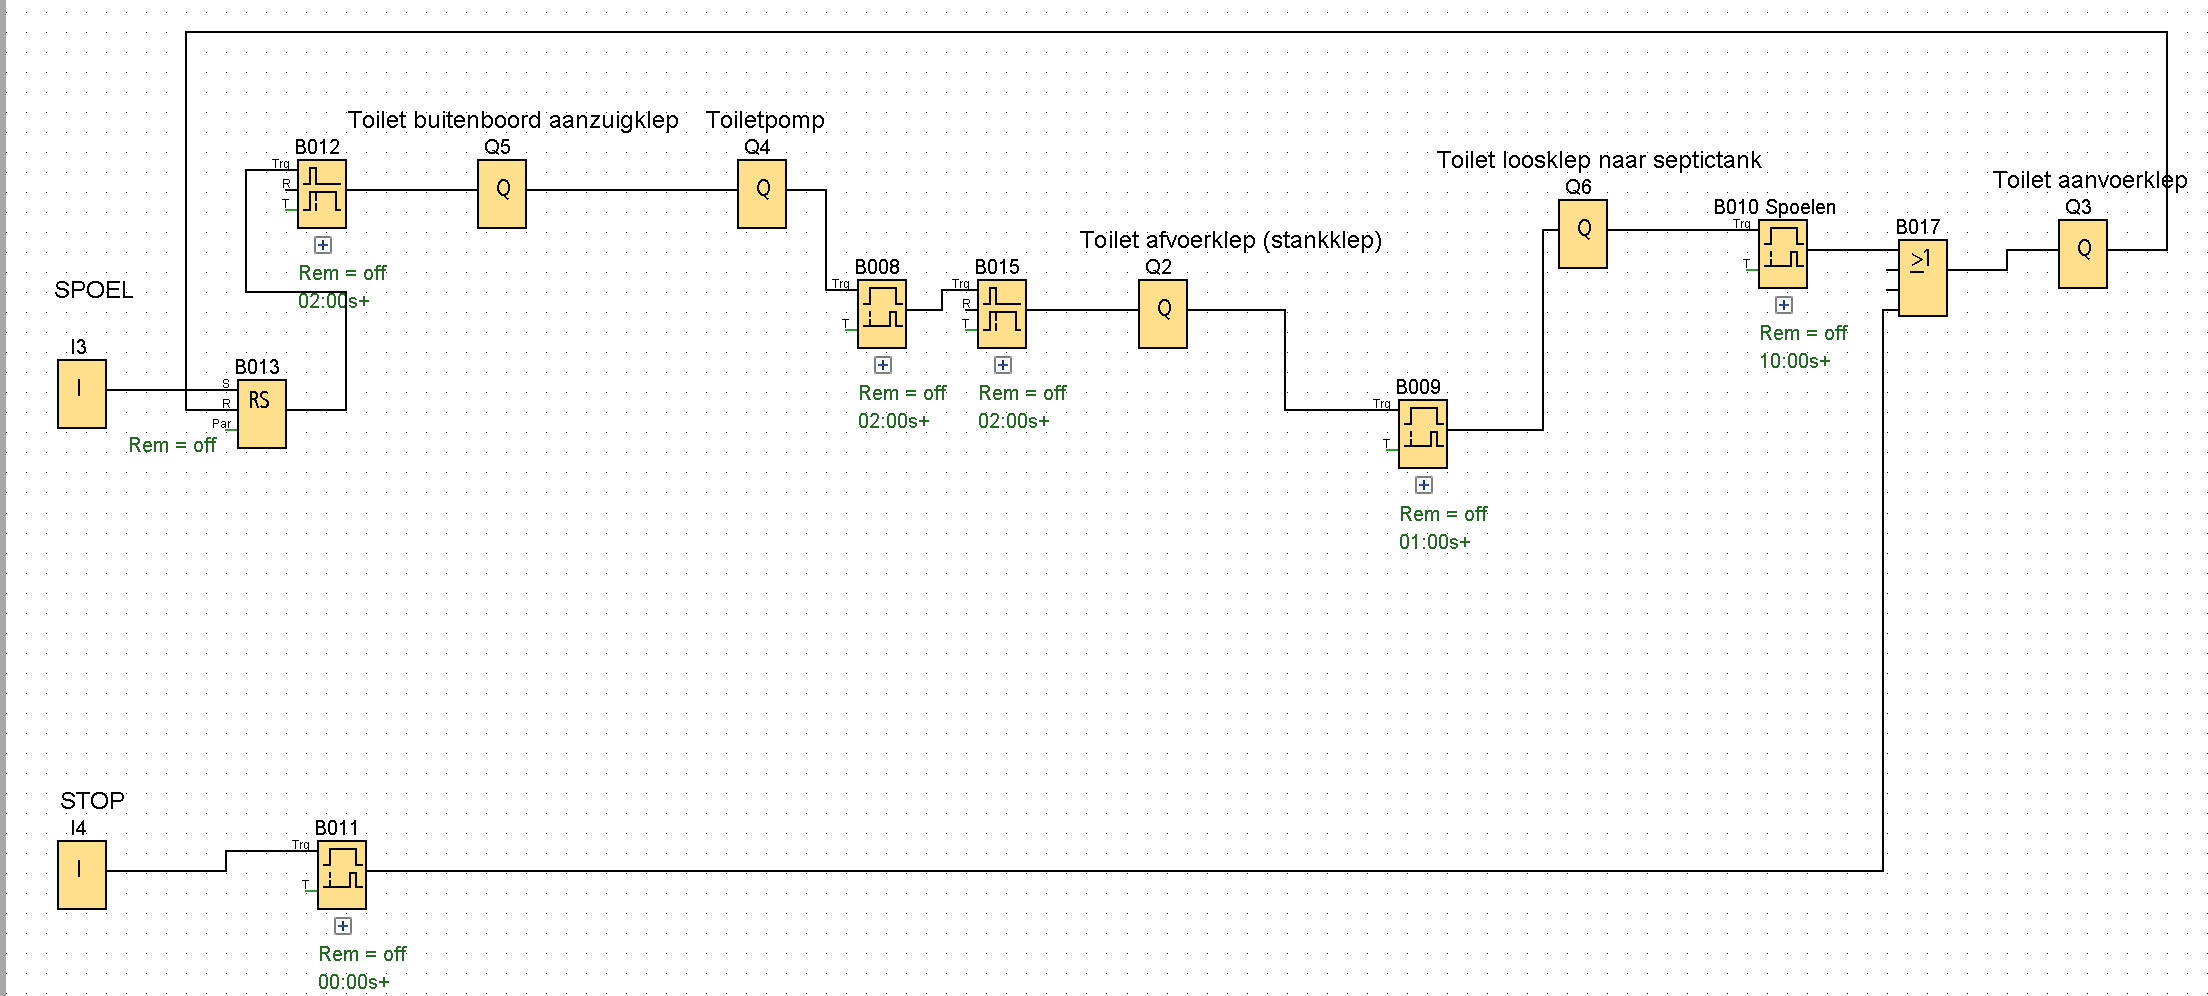 Toilet buitenboord aanzuigklep
Toiletpomp
B012
Q5
Q4
Trg
R
T
Q
Q
Rem = off
02:00s+
Toilet loosklep naar septictank
Q6
Q
Toilet aanvoerklep
Q3
Q
B010 Spoelen
Trg
T
Rem = off
10:00s+
B017
≥1
Toilet afvoerklep (stankklep)
B008
Trg
T
Rem = off
02:00s+
B015
Trg
R
T
Rem = off
02:00s+
Q2
Q
SPOEL
I3
I
B013
S
R
Par
RS
Rem = off
B009
Trg
T
Rem = off
01:00s+
STOP
I4
I
B011
Trg
T
Rem = off
00:00s+